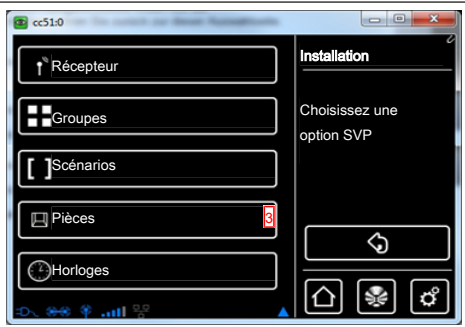 cc51:0
Récepteur
Groupes
Scénarios
Pièces
3
Horloges
Installation
Choisissez une
option SVP